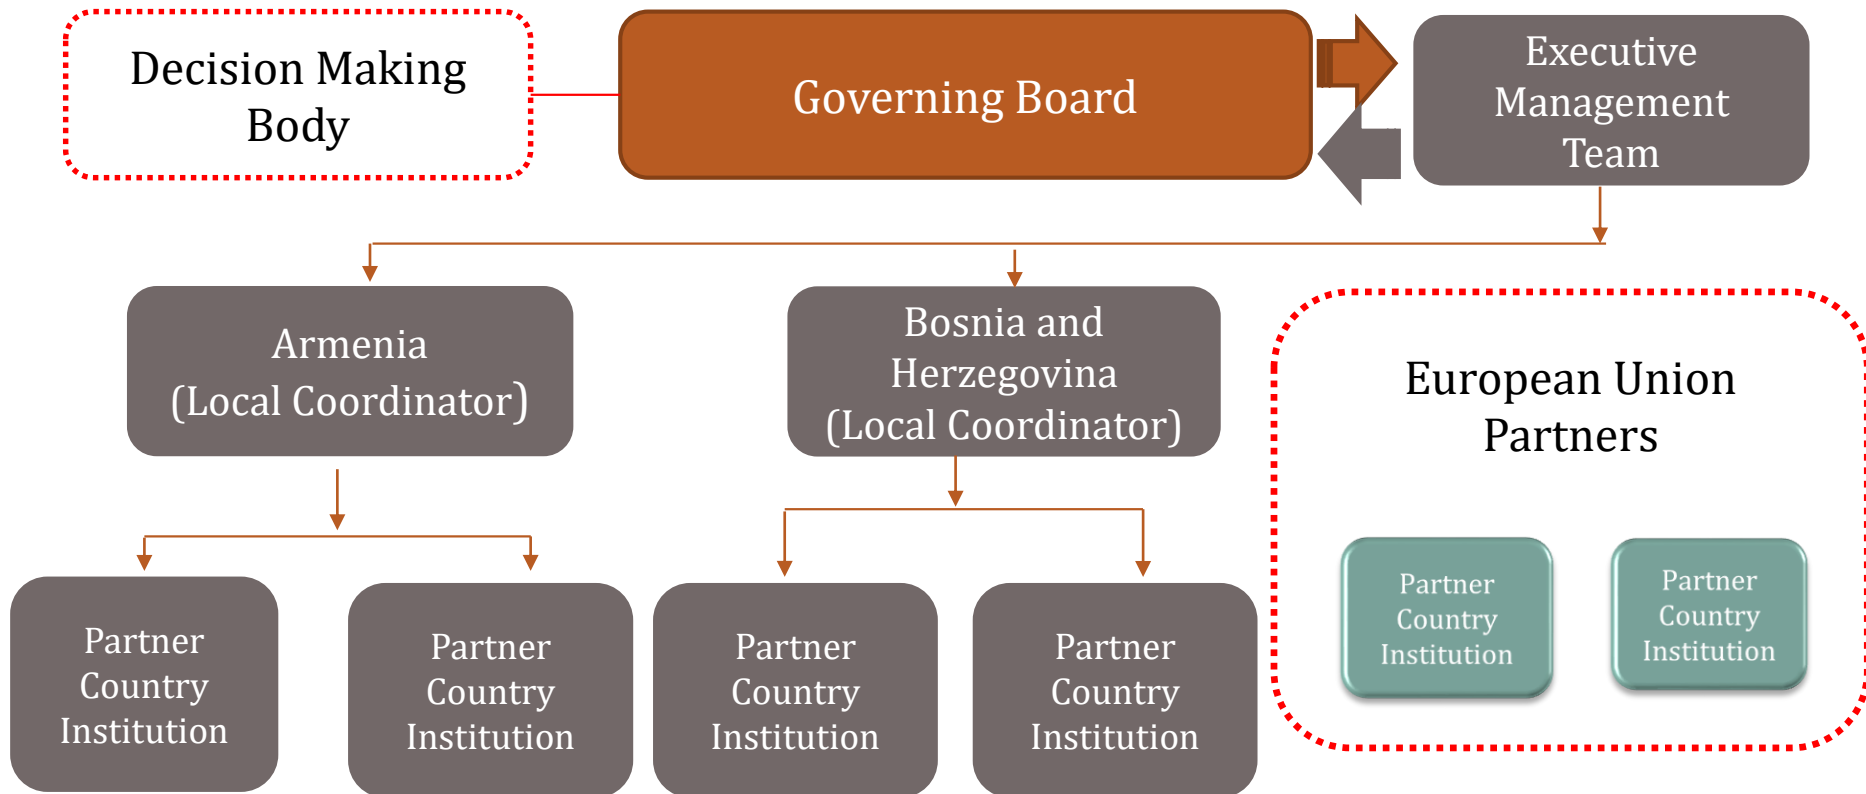 Decision Making
Body
Governing Board
Executive
Management
Team
Armenia
(Local Coordinator)
Bosnia and
Herzegovina
(Local Coordinator)
European Union
Partners
Partner
Country
Institution
Partner
Country
Institution
Partner
Country
Institution
Partner
Country
Institution
Partner
Country
Institution
Partner
Country
Institution